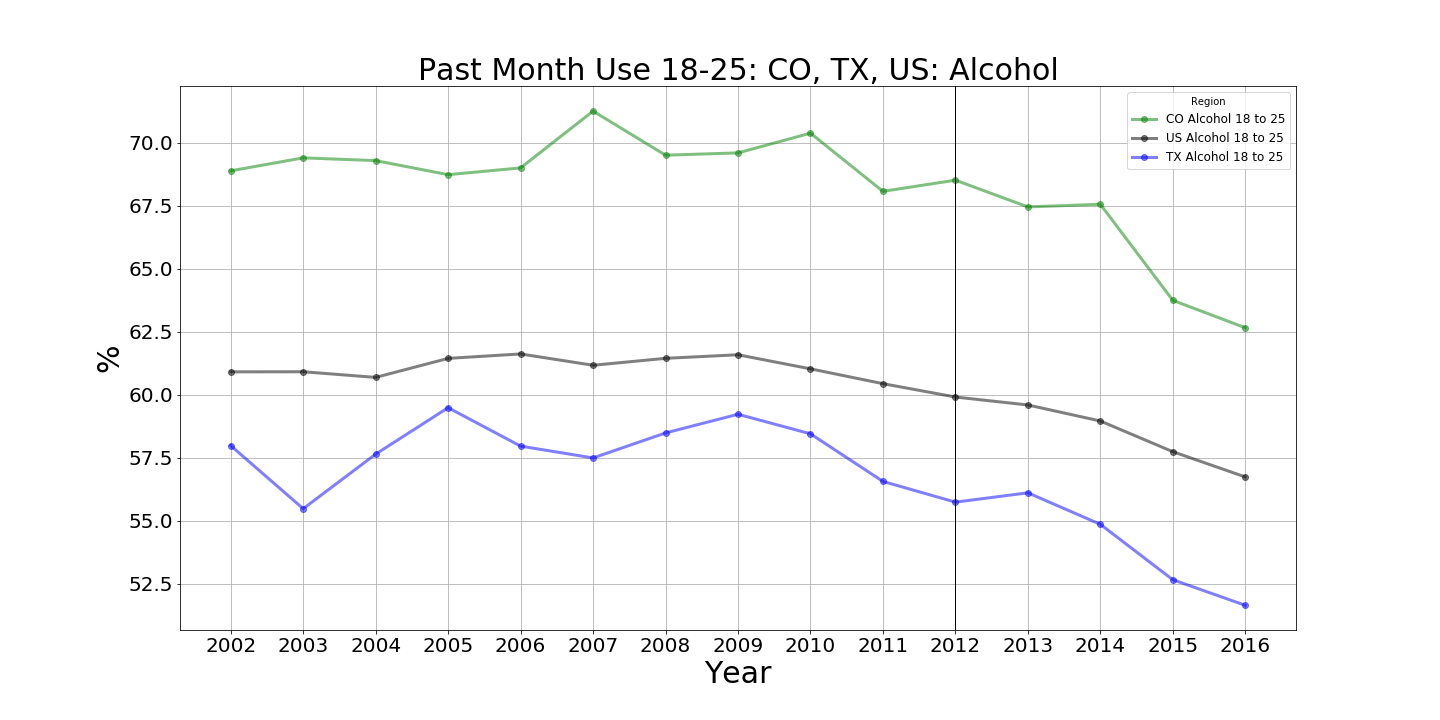 Past Month Use 18-25: CO, TX, US: Alcohol
Region
CO Alcohol 18 to 25
US Alcohol 18 to 25
TX Alcohol 18 to 25
70.0
67.5
65.0
62.5
60.0
57.5
55.0
52.5
%
2002 2003 2004 2005 2006 2007 2008 2009 2010 2011 2012 2013 2014 2015 2016
Year